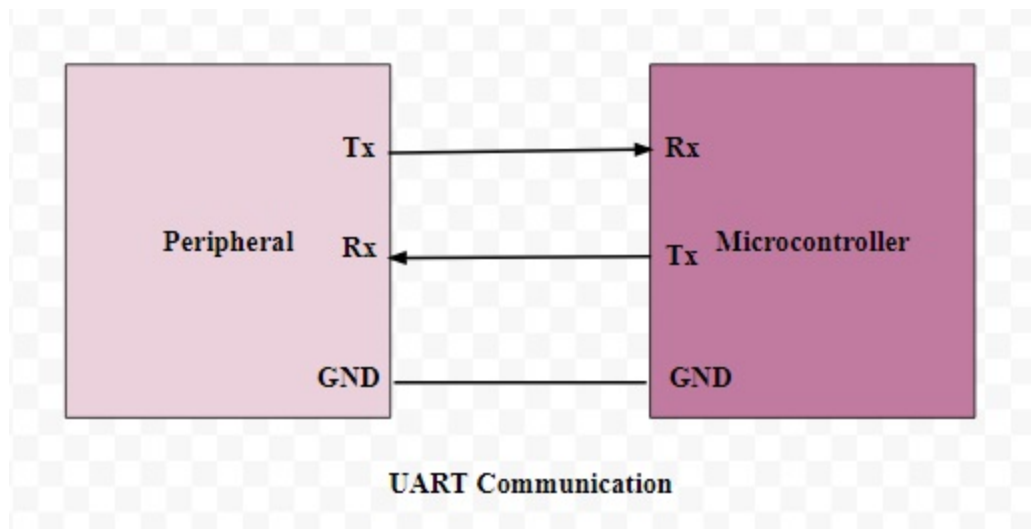 Tx Rx
Peripheral Rx Tx Microcontroller
GND GND
UART Communication